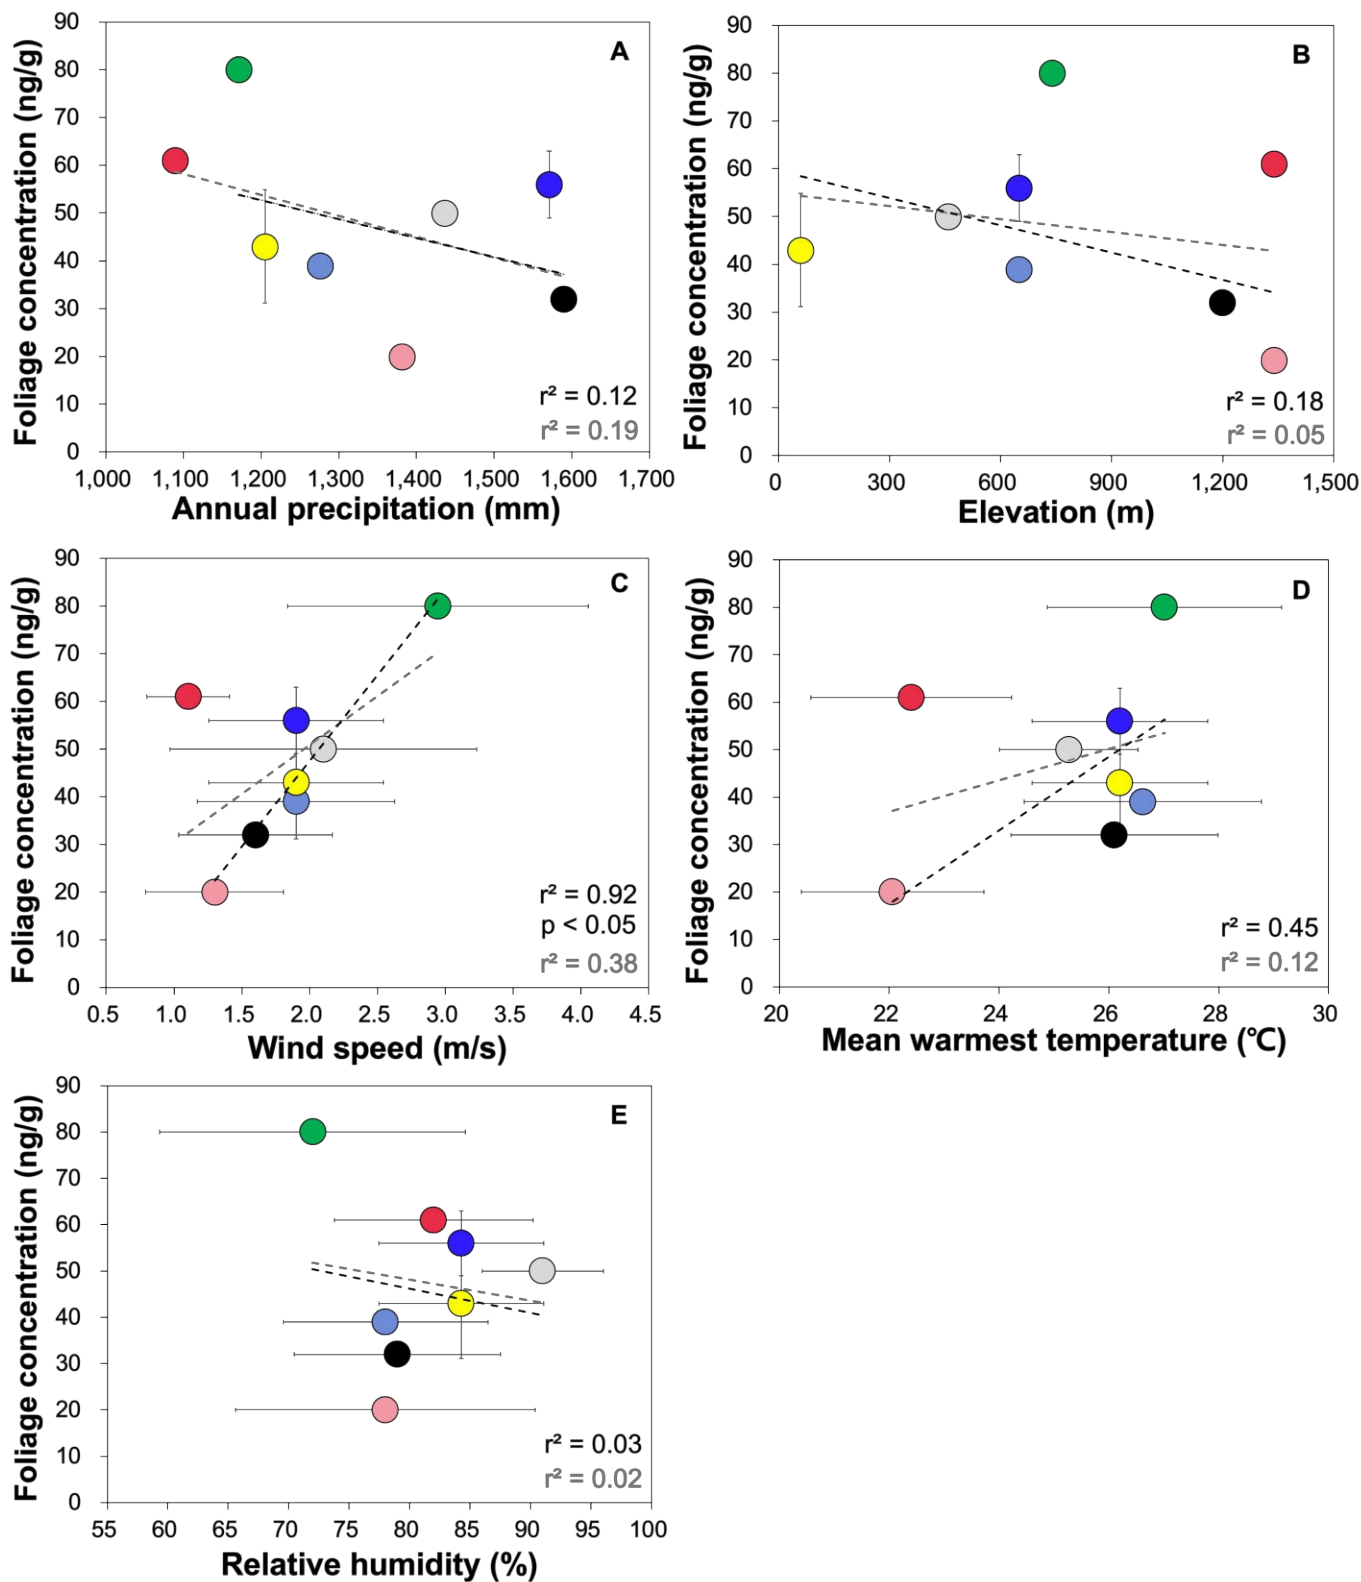 Foliage concentration (ng/g)
90
80
70
60
50
40
30
20
10
0
A
r² = 0.12
r² = 0.19
1,000 1,100 1,200 1,300 1,400 1,500 1,600 1,700
Annual precipitation (mm)
Foliage concentration (ng/g)
90
80
70
60
50
40
30
20
10
0
B
r² = 0.18
r² = 0.05
0 300 600 900 1,200 1,500
Elevation (m)
Foliage concentration (ng/g)
90
80
70
60
50
40
30
20
10
0
C
r² = 0.92
p < 0.05
r² = 0.38
0.5 1.0 1.5 2.0 2.5 3.0 3.5 4.0 4.5
Wind speed (m/s)
Foliage concentration (ng/g)
90
80
70
60
50
40
30
20
10
0
D
r² = 0.45
r² = 0.12
20 22 24 26 28 30
Mean warmest temperature (℃)
Foliage concentration (ng/g)
90
80
70
60
50
40
30
20
10
0
E
r² = 0.03
r² = 0.02
55 60 65 70 75 80 85 90 95 100
Relative humidity (%)